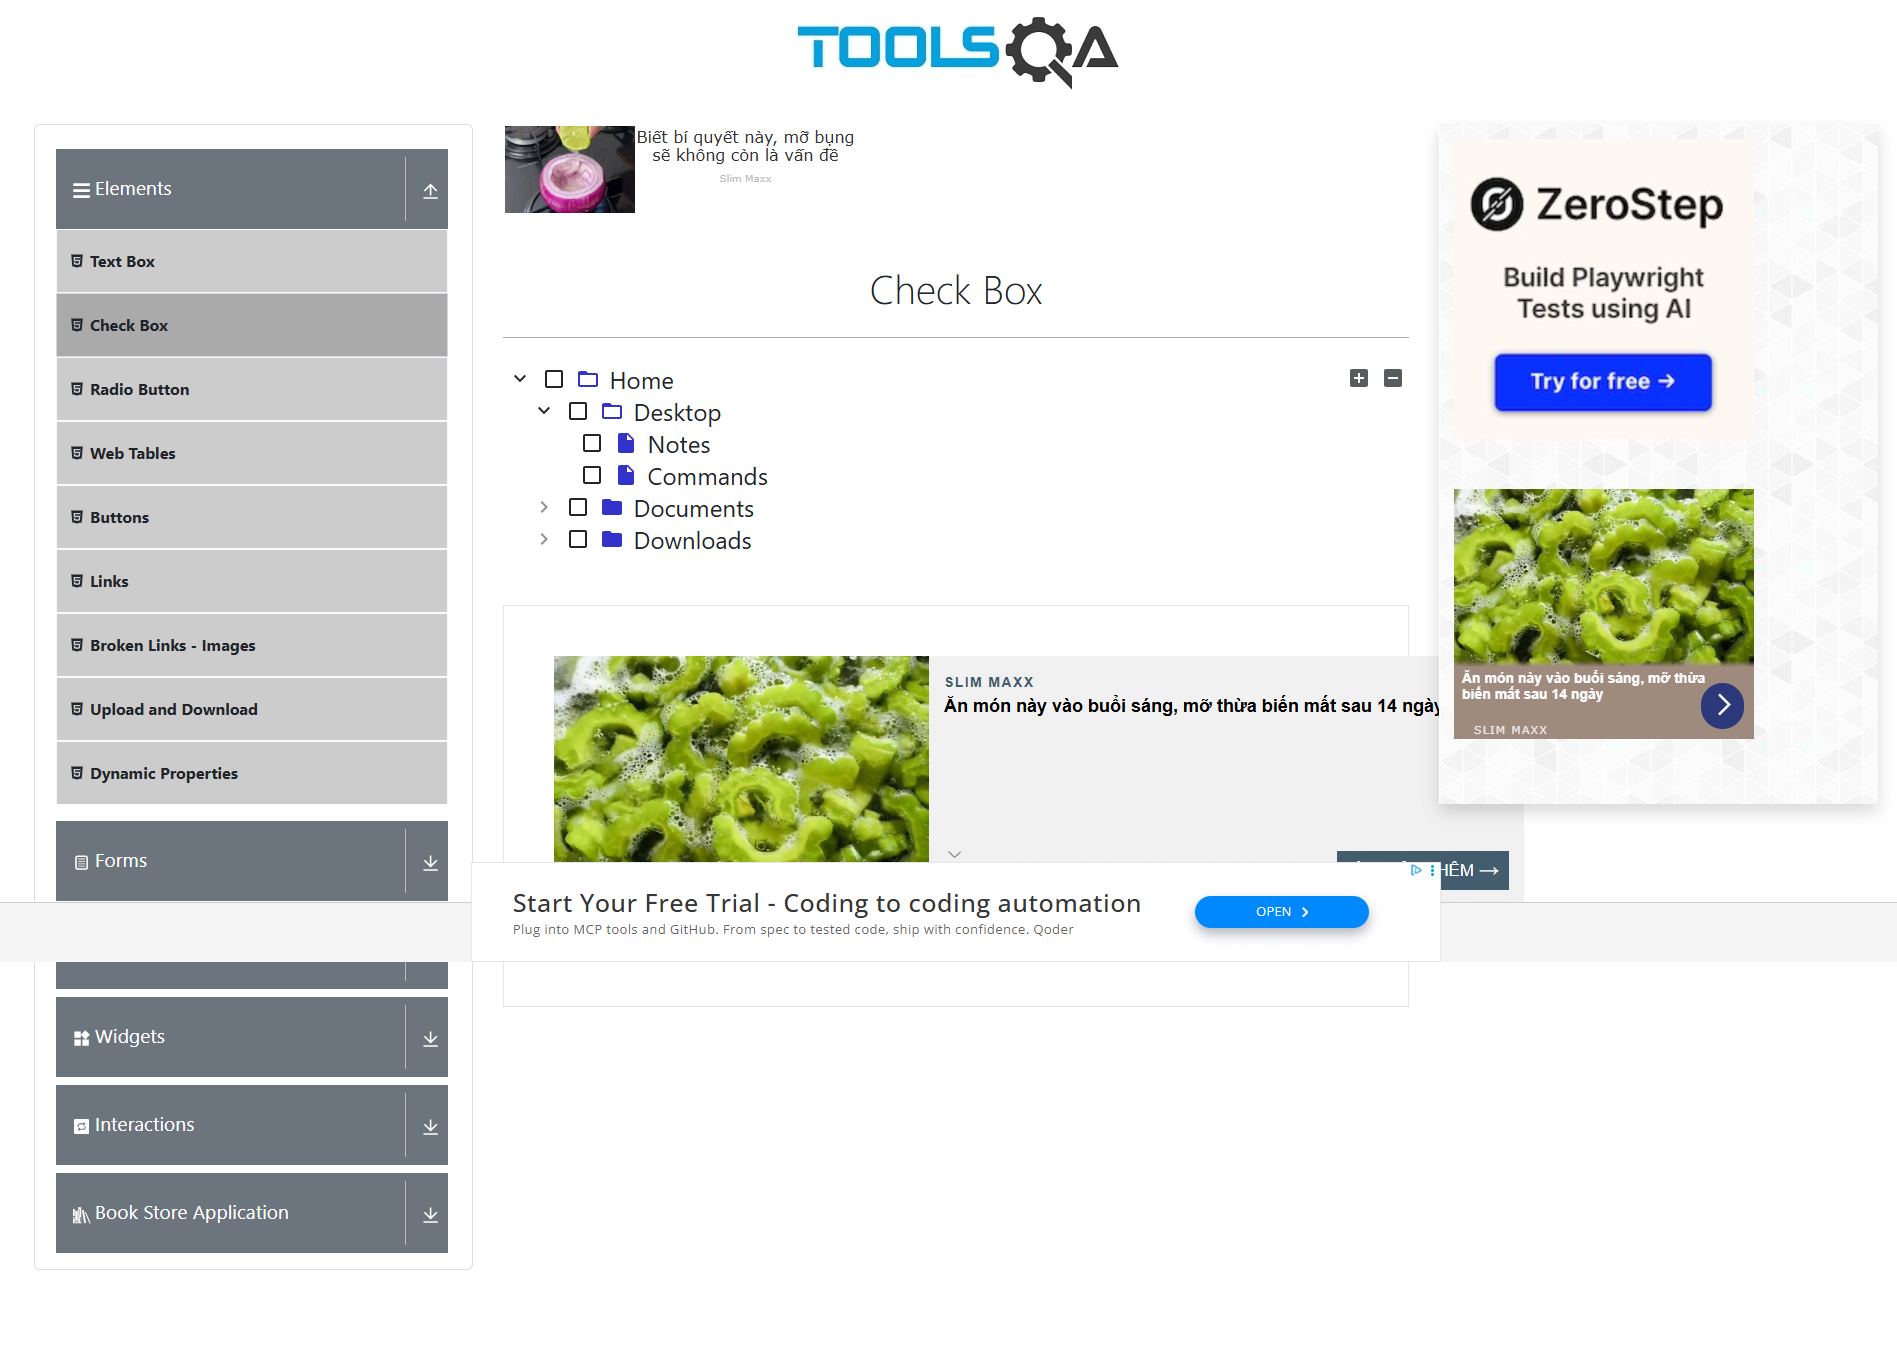 TOOLSQA
Elements
Text Box
Check Box
Radio Button
Web Tables
Buttons
Links
Broken Links - Images
Upload and Download
Dynamic Properties
Forms
Widgets
Interactions
Book Store Application
Biết bí quyết này, mỡ bụng
sẽ không còn là vấn đề
Slim Maxx
Check Box
Home
Desktop
Notes
Commands
Documents
Downloads
SLIM MAXX
Ăn món này vào buổi sáng, mỡ thừa biến mất sau 14 ngày
HÊM
Start Your Free Trial - Coding to coding automation
Plug into MCP tools and GitHub. From spec to tested code, ship with confidence. Qoder
OPEN
ZeroStep
Build Playwright
Tests using AI
Try for free →
Ăn món này vào buổi sáng, mỡ thừa
biến mất sau 14 ngày
SLIM MAXX